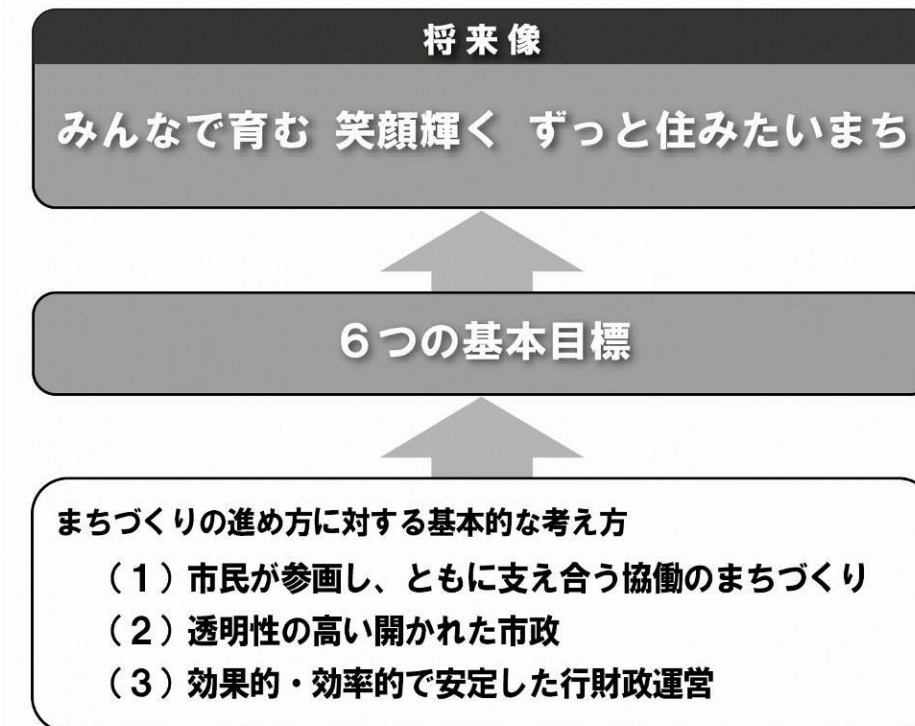 将来像
みんなで育む 笑顔輝く ずっと住みたいまち
6つの基本目標
まちづくりの進め方に対する基本的な考え方
(1)市民が参画し、ともに支え合う協働のまちづくり
(2)透明性の高い開かれた市政
(3)効果的・効率的で安定した行財政運営